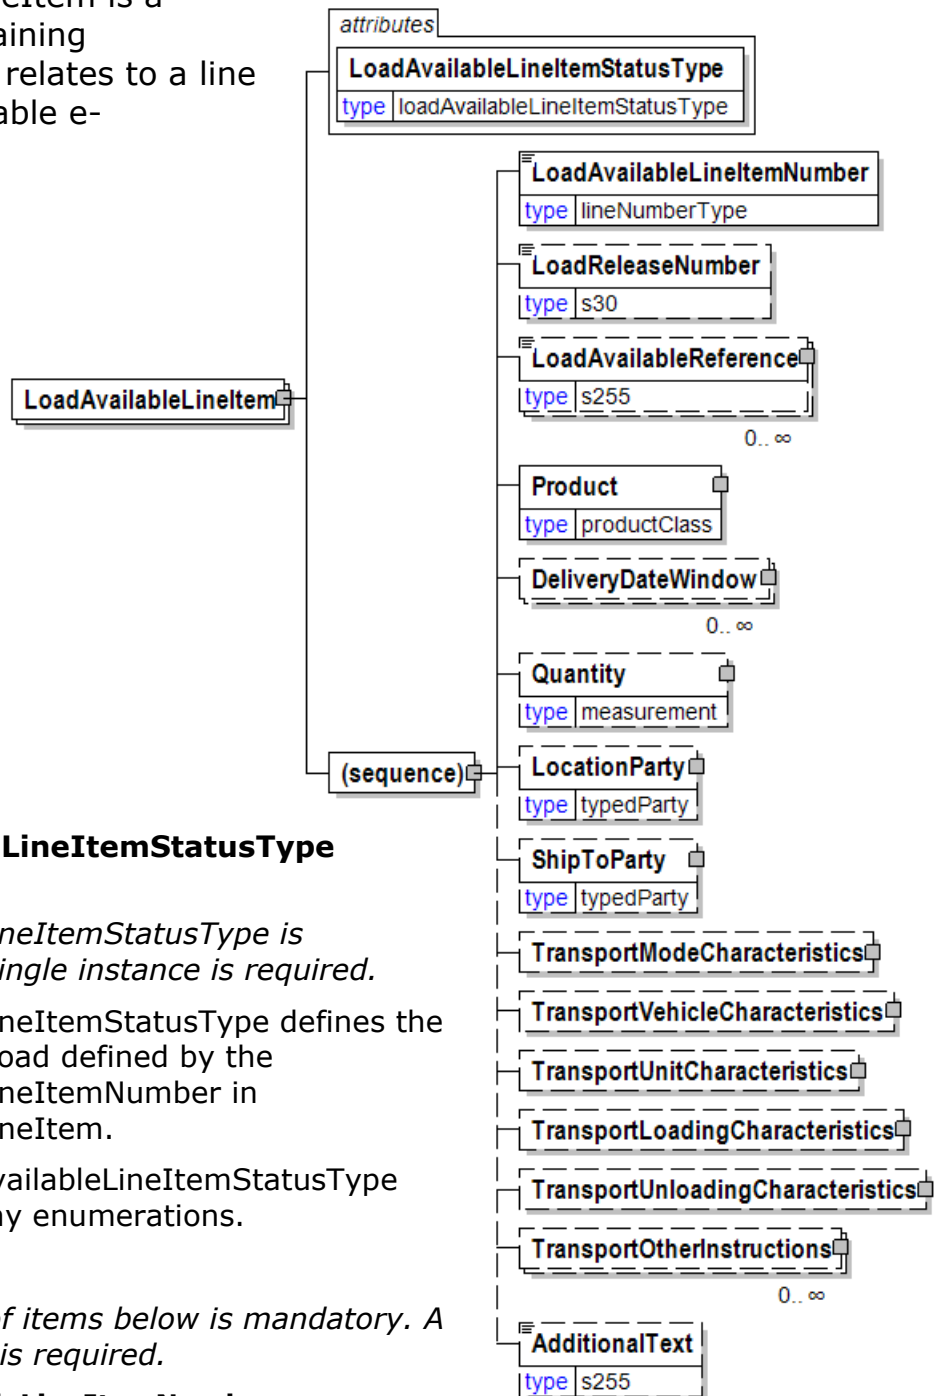 eItem is a
aining
relates to a line
able e-
attributes
LoadAvailableLineItemStatusType
type loadAvailableLineItemStatusType
LoadAvailableLineItem
(sequence)
LoadAvailableLineItemNumber
type lineNumberType
LoadReleaseNumber
type s30
LoadAvailableReference
type s255
0.. ∞
Product
type productClass
DeliveryDateWindow
0.. ∞
Quantity
type measurement
LocationParty
type typedParty
ShipToParty
type typedParty
TransportModeCharacteristics
TransportVehicleCharacteristics
TransportUnitCharacteristics
TransportLoadingCharacteristics
TransportUnloadingCharacteristics
TransportOtherInstructions
0.. ∞
AdditionalText
type s255
LineItemStatusType
neItemStatusType is
ingle instance is required.
neItemStatusType defines the
oad defined by the
neItemNumber in
neItem.
vailableLineItemStatusType
ny enumerations.
f items below is mandatory. A
is required.